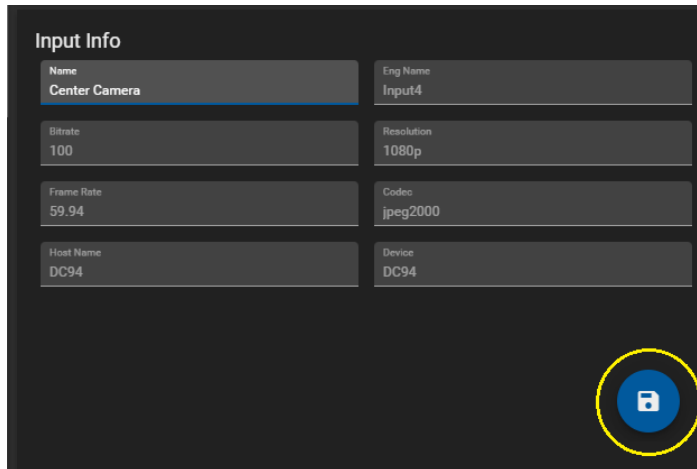 Input Info
Name
Center Camera
Eng Name
Input4
Bitrate
100
Resolution
1080p
Frame Rate
59.94
Codec
jpeg2000
Host Name
DC94
Device
DC94